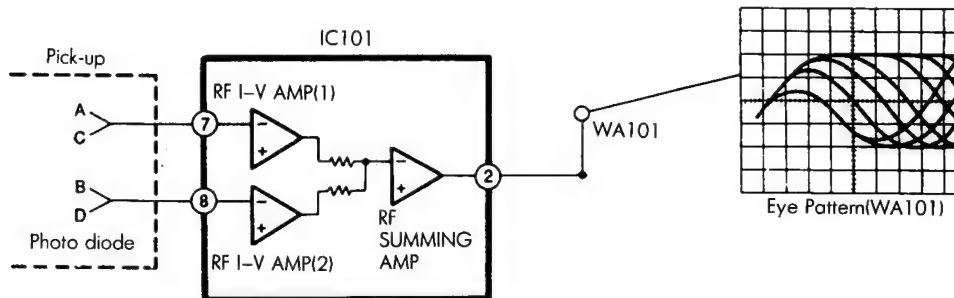 IC101
Pick-up
RF I–V AMP(1)
A
C
7
−
+
WA101
−
+
2
B
D
8
−
+
RF
SUMMING
AMP
Photo diode
RF I–V AMP(2)
Eye Pattern(WA101)